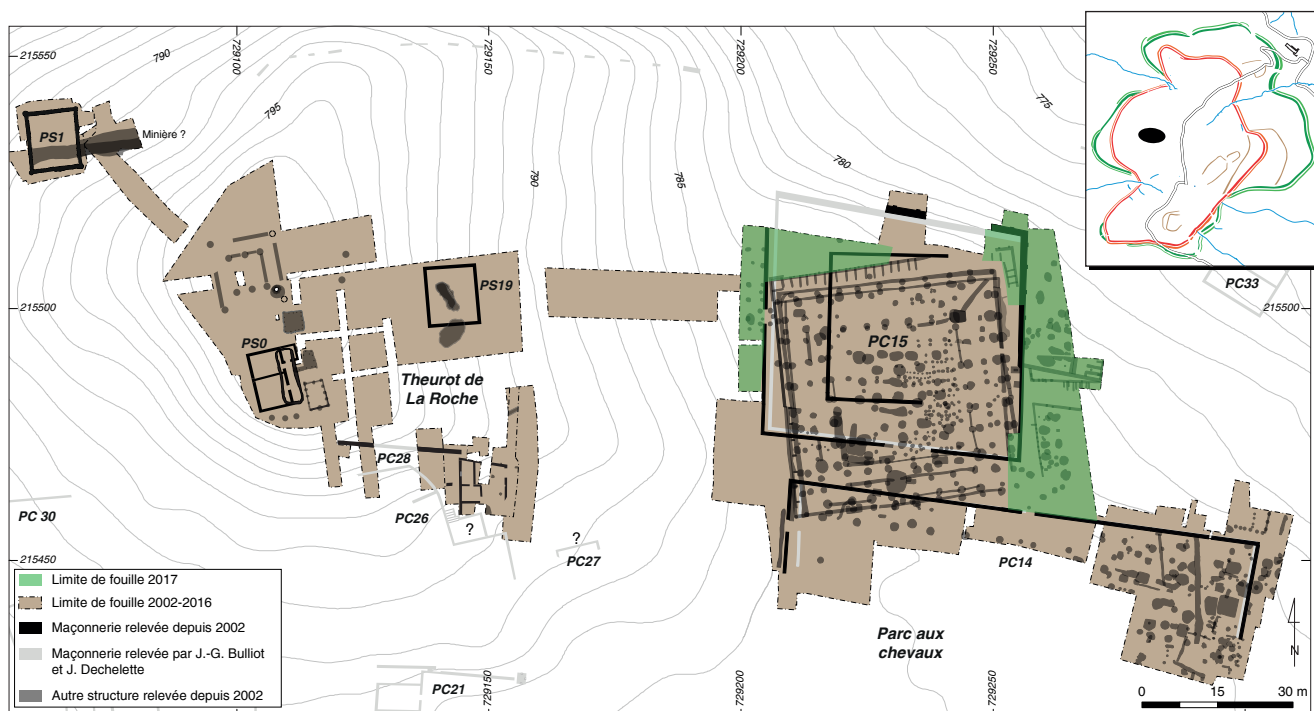 729100
729150
729200
729250
215550
790
795
775
780
785
790
PS1
Minière ?
PS19
PS0
Theurot de
La Roche
PC15
PC33
215500
215500
PC28
PC26
?
?
PC27
PC 30
PC14
215450
215450
Parc aux
chevaux
PC21
729150
729200
729250
Limite de fouille 2017
Limite de fouille 2002-2016
Maçonnerie relevée depuis 2002
Maçonnerie relevée par J.-G. Bulliot
et J. Dechelette
Autre structure relevée depuis 2002
N
0 15 30 m